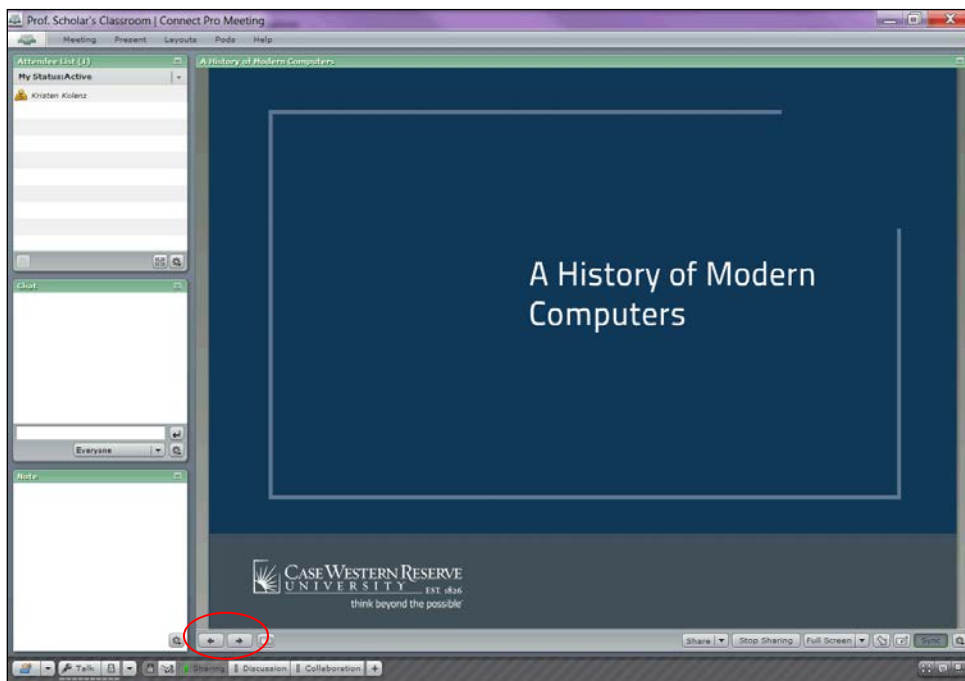 Prof. Scholar's Classroom | Connect Pro Meeting
Meeting Present Layouts Pods Help
Attendee List (1)
My Status:Active
Kristen Kolenz
Chat
Everyone
Note
A History of Modern Computers
A History of Modern
Computers
CASE WESTERN RESERVE
UNIVERSITY EST. 1826
think beyond the possible
Share Stop Sharing Full Screen Sync
Talk Sharing Discussion Collaboration +